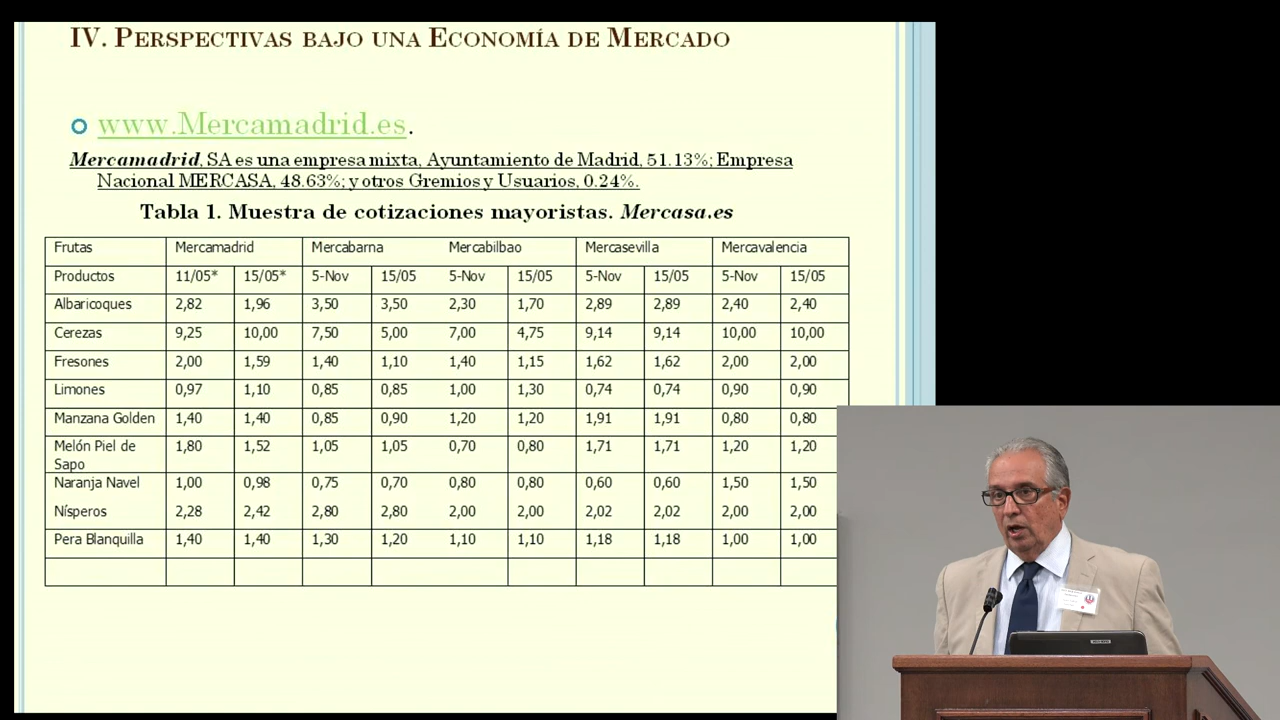 IV. PERSPECTIVAS BAJO UNA ECONOMÍA DE MERCADO
www.Mercamadrid.es.
Mercamadrid, SA es una empresa mixta, Ayuntamiento de Madrid, 51.13%; Empresa
Nacional MERCASA, 48.63%; y otros Gremios y Usuarios, 0.24%.
Tabla 1. Muestra de cotizaciones mayoristas. Mercasa.es
Frutas Mercamadrid Mercabarna Mercabilbao Mercasevilla Mercavalencia
Productos 11/05* 15/05* 5-Nov 15/05 5-Nov 15/05 5-Nov 15/05 5-Nov 15/05
Albaricoques 2,82 1,96 3,50 3,50 2,30 1,70 2,89 2,89 2,40 2,40
Cerezas 9,25 10,00 7,50 5,00 7,00 4,75 9,14 9,14 10,00 10,00
Fresones 2,00 1,59 1,40 1,10 1,40 1,15 1,62 1,62 2,00 2,00
Limones 0,97 1,10 0,85 0,85 1,00 1,30 0,74 0,74 0,90 0,90
Manzana Golden 1,40 1,40 0,85 0,90 1,20 1,20 1,91 1,91 0,80 0,80
Melón Piel de
Sapo 1,80 1,52 1,05 1,05 0,70 0,80 1,71 1,71 1,20 1,20
Naranja Navel 1,00 0,98 0,75 0,70 0,80 0,80 0,60 0,60 1,50 1,50
Nísperos 2,28 2,42 2,80 2,80 2,00 2,00 2,02 2,02 2,00 2,00
Pera Blanquilla 1,40 1,40 1,30 1,20 1,10 1,10 1,18 1,18 1,00 1,00